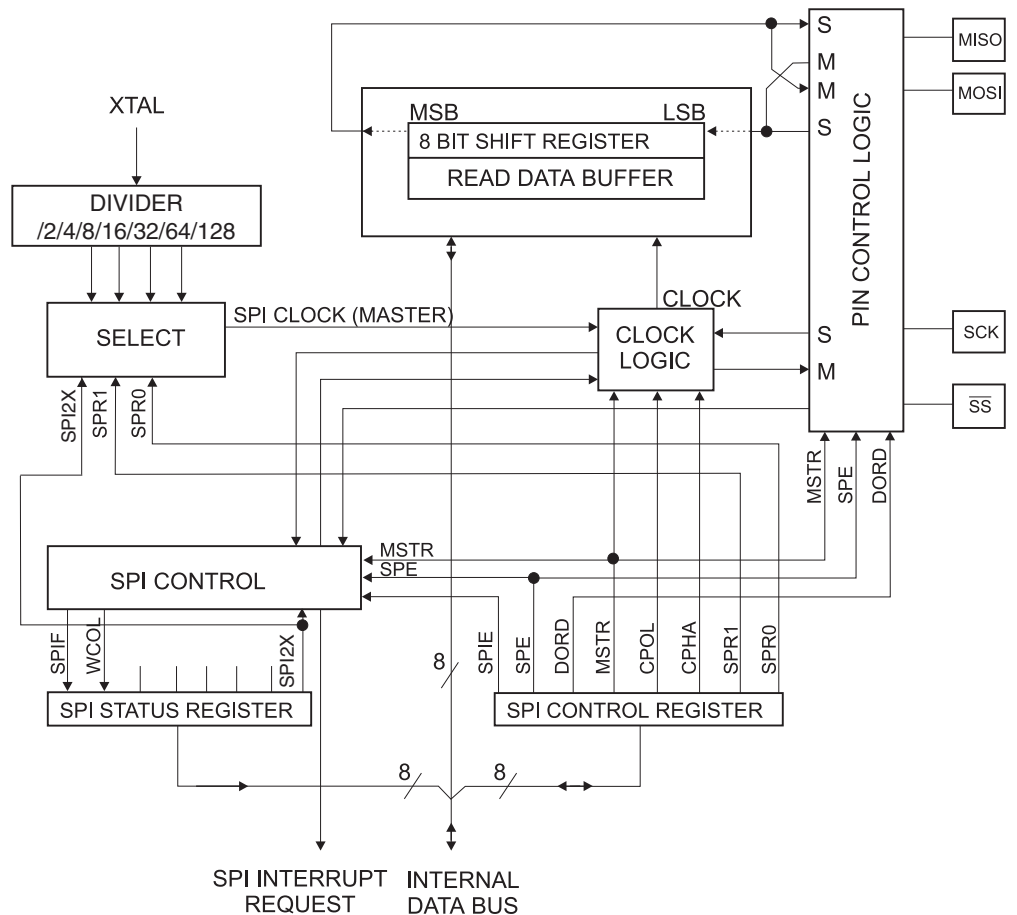 S
MISO
M
M
MOSI
XTAL
MSB
LSB
S
8 BIT SHIFT REGISTER
READ DATA BUFFER
DIVIDER
/2/4/8/16/32/64/128
PIN CONTROL LOGIC
SPI CLOCK (MASTER)
CLOCK
SELECT
CLOCK
LOGIC
S
SCK
M
SPI2X
SPR1
SPR0
SS
MSTR
SPE
DORD
MSTR
SPE
SPI CONTROL
SPIF
WCOL
SPI2X
8
SPIE
SPE
DORD
MSTR
CPOL
CPHA
SPR1
SPR0
SPI STATUS REGISTER
SPI CONTROL REGISTER
8
8
SPI INTERRUPT
REQUEST
INTERNAL
DATA BUS